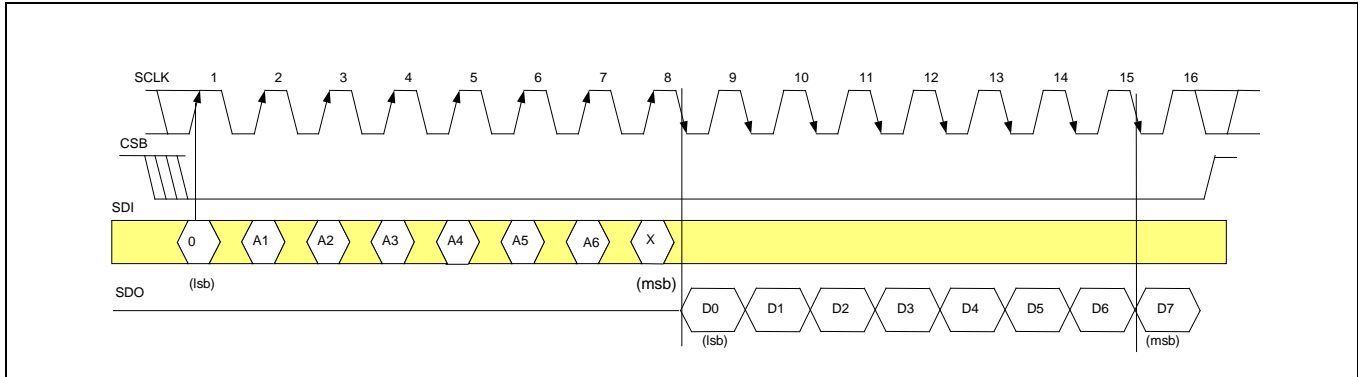 SCLK 1 2 3 4 5 6 7 8 9 10 11 12 13 14 15 16
CSB
SDI
0 A1 A2 A3 A4 A5 A6 X
(lsb) (msb)
SDO
D0 D1 D2 D3 D4 D5 D6 D7
(lsb) (msb)